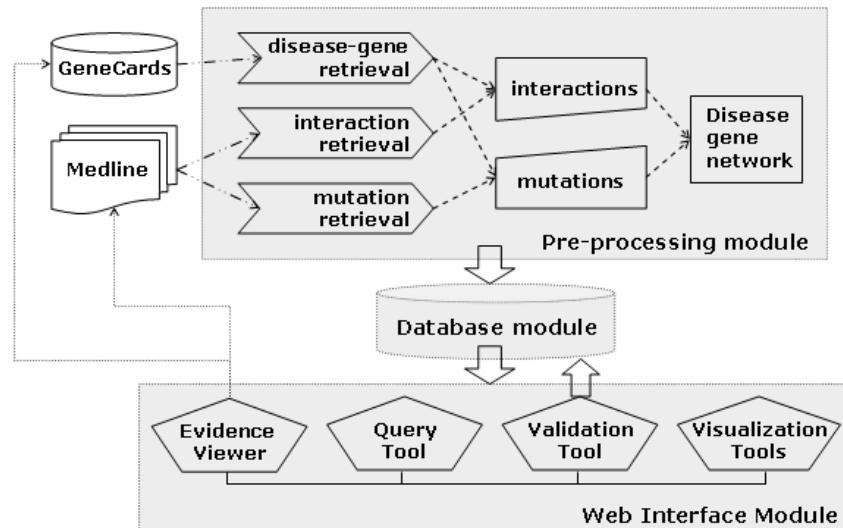 GeneCards
Medline
disease-gene
retrieval
interaction
retrieval
mutation
retrieval
interactions
mutations
Disease
gene
network
Pre-processing module
Database module
Evidence
Viewer
Query
Tool
Validation
Tool
Visualization
Tools
Web Interface Module